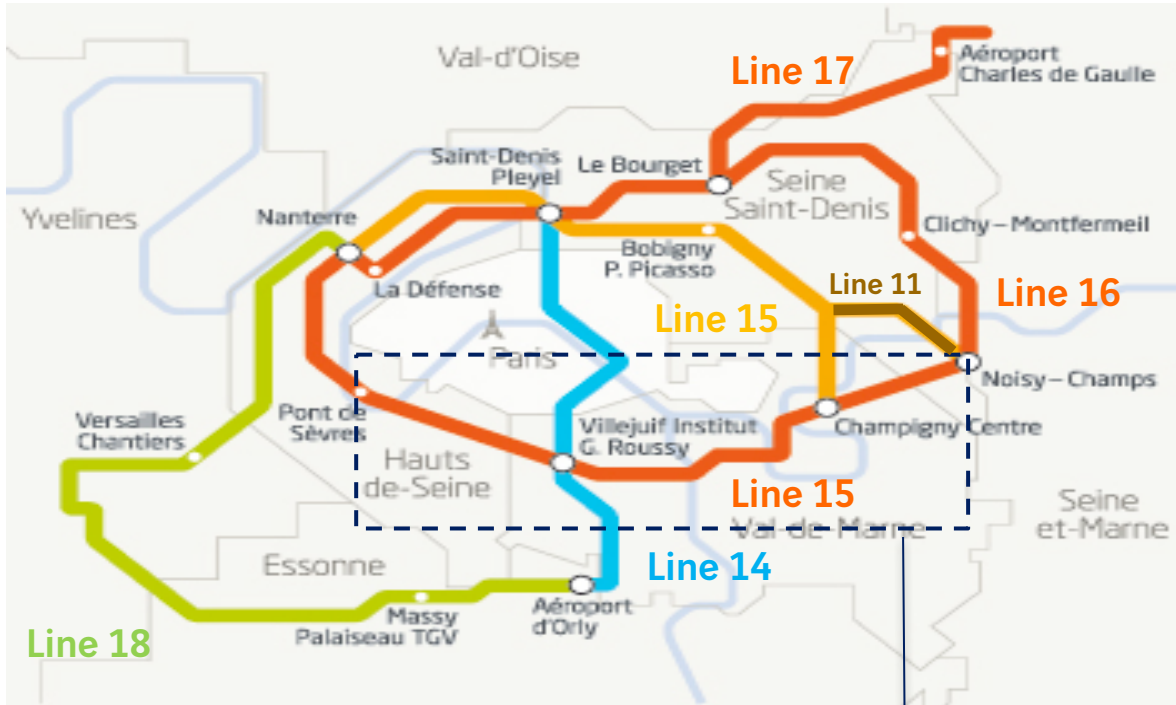 Val-d'Oise
Line 17
Aéroport
Charles de Gaulle
Saint-Denis
Pleyel
Le Bourget
Seine
Saint-Denis
Yvelines
Nanterre
Clichy – Montfermeil
Bobigny
P. Picasso
La Défense
Line 11
Line 16
Line 15
Paris
Noisy – Champs
Pont de
Sèvres
Versailles
Chantiers
Villejuif Institut
G. Roussy
Champigny Centre
Hauts
de-Seine
Line 15
Seine
et-Marne
Val-de-Marne
Essonne
Line 14
Aéroport
d'Orly
Massy
Palaiseau TGV
Line 18